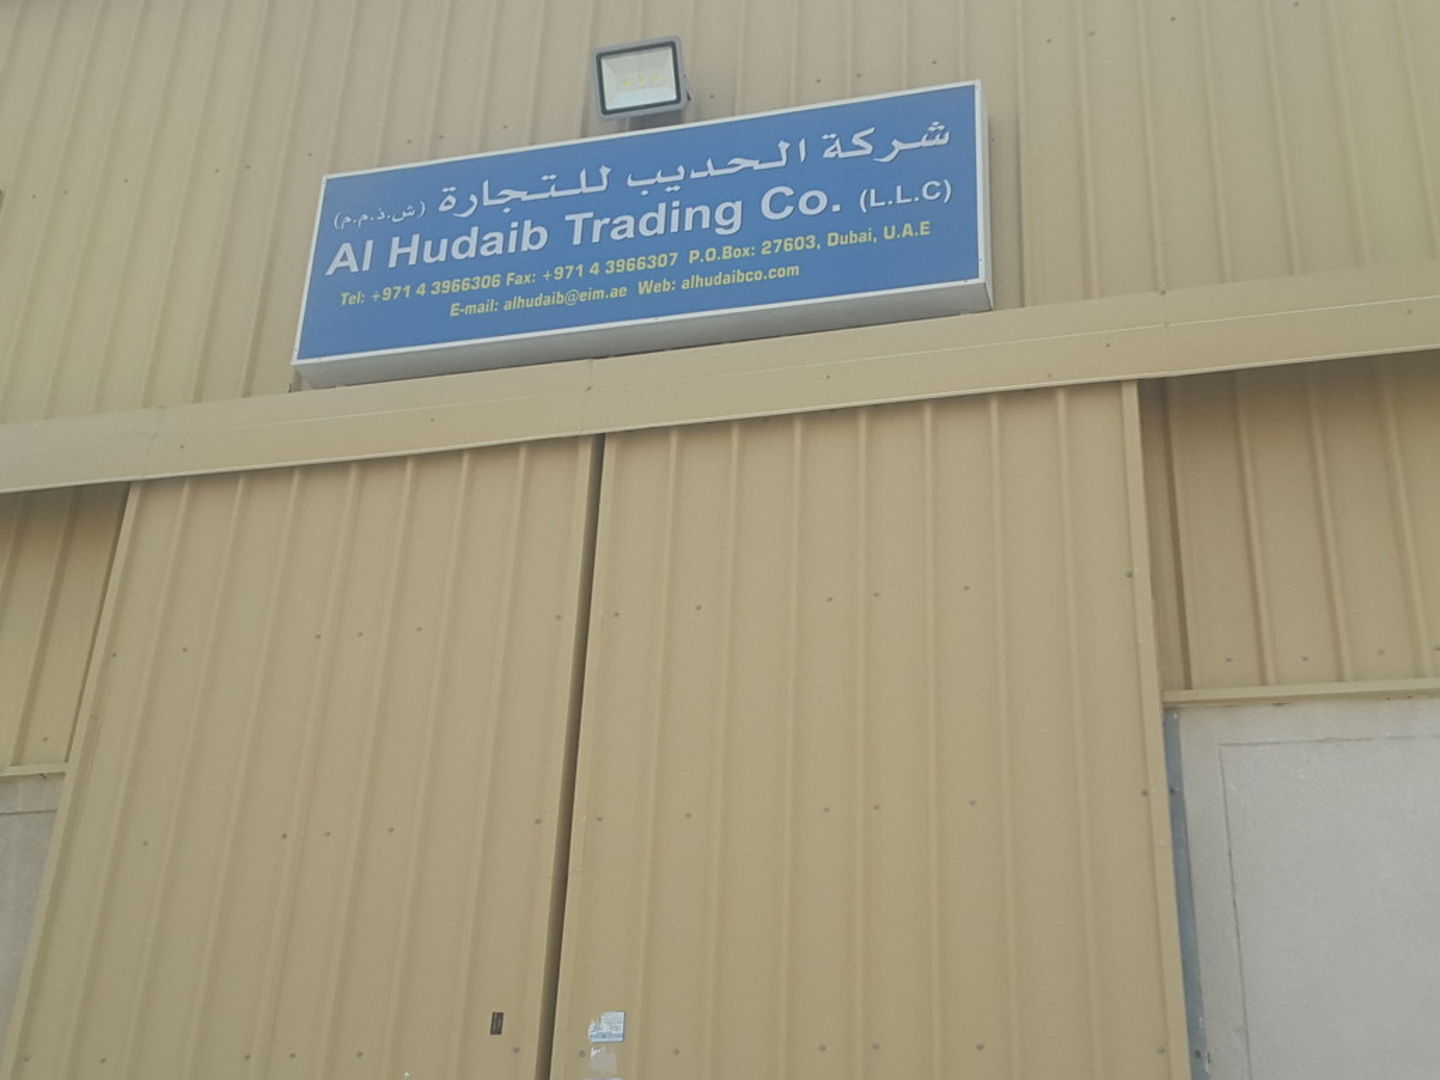 شركة الحديب للتجارة (ش.ذ.م.م)
Al Hudaib Trading Co. (L.L.C)
Tel: +971 4 3966306 Fax: +971 4 3966307 P.O.Box: 27603, Dubai, U.A.E
E-mail: alhudaib@eim.ae Web: alhudaibco.com